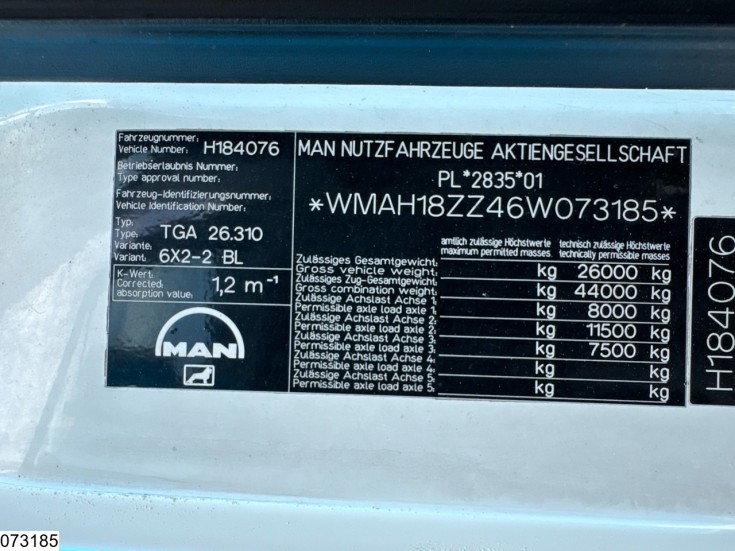 Fahrzeugnummer:
Vehicle Number: H184076
Betriebserlaubnis Nummer:
Type approval number:
Fahrzeug-Identifizierungsnummer:
Vehicle Identification Number:
Typ:
Type: TGA 26.310
Variante:
Variant: 6X2-2 BL
K-Wert:
Corrected
absorption value: 1,2 m⁻¹
MAN
MAN NUTZFAHRZEUGE AKTIENGESELLSCHAFT
PL*2835*01
*WMAH18ZZ46W073185*
amtlich zulässige Höchstwerte technisch zulässige Höchstwerte
maximum permitted masses technically permissible masses
Zulässiges Gesamtgewicht:
Gross vehicle weight: kg 26000 kg
Zulässiges Zug-Gesamtgewicht:
Gross combination weight: kg 44000 kg
Zulässige Achslast Achse 1:
Permissible axle load axle 1: kg 8000 kg
Zulässige Achslast Achse 2:
Permissible axle load axle 2: kg 11500 kg
Zulässige Achslast Achse 3:
Permissible axle load axle 3: kg 7500 kg
Zulässige Achslast Achse 4:
Permissible axle load axle 4: kg kg
Zulässige Achslast Achse 5:
Permissible axle load axle 5: kg kg
H184076
073185